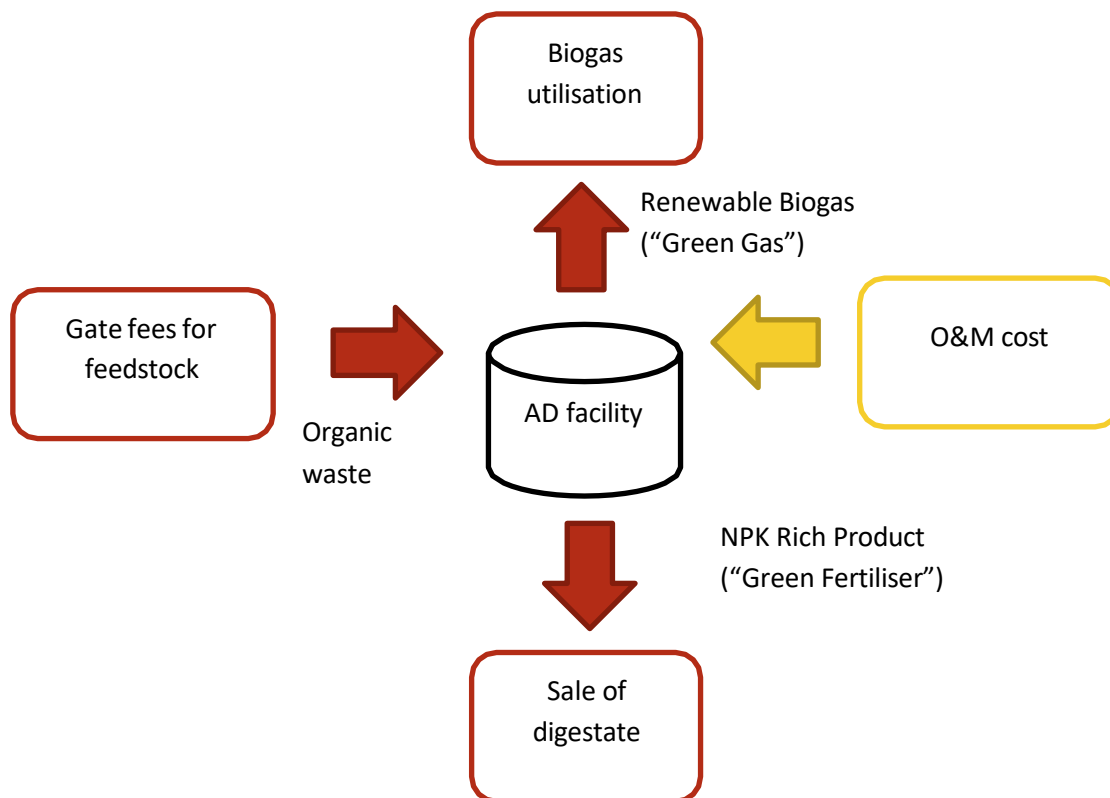 Biogas
utilisation
Renewable Biogas
(“Green Gas”)
Gate fees for
feedstock
O&M cost
AD facility
Organic
waste
NPK Rich Product
(“Green Fertiliser”)
Sale of
digestate